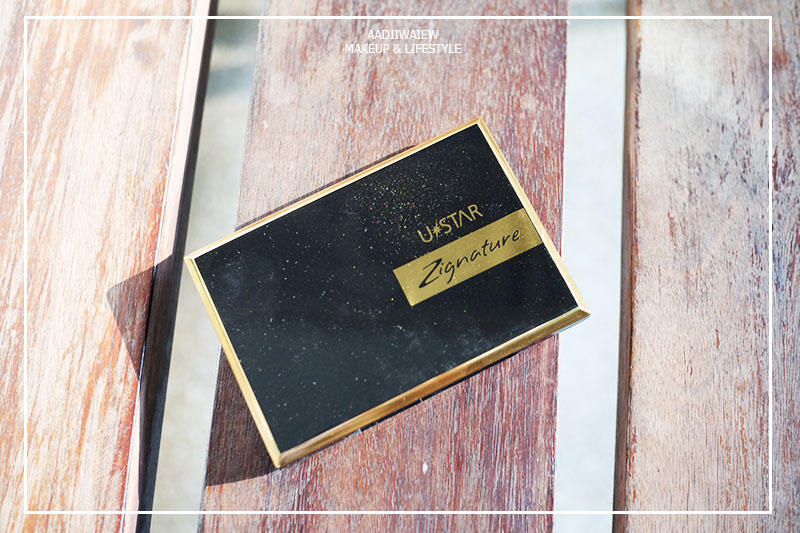 AADIIWAIEW
MAKEUP & LIFESTYLE
U*STAR
Zignature